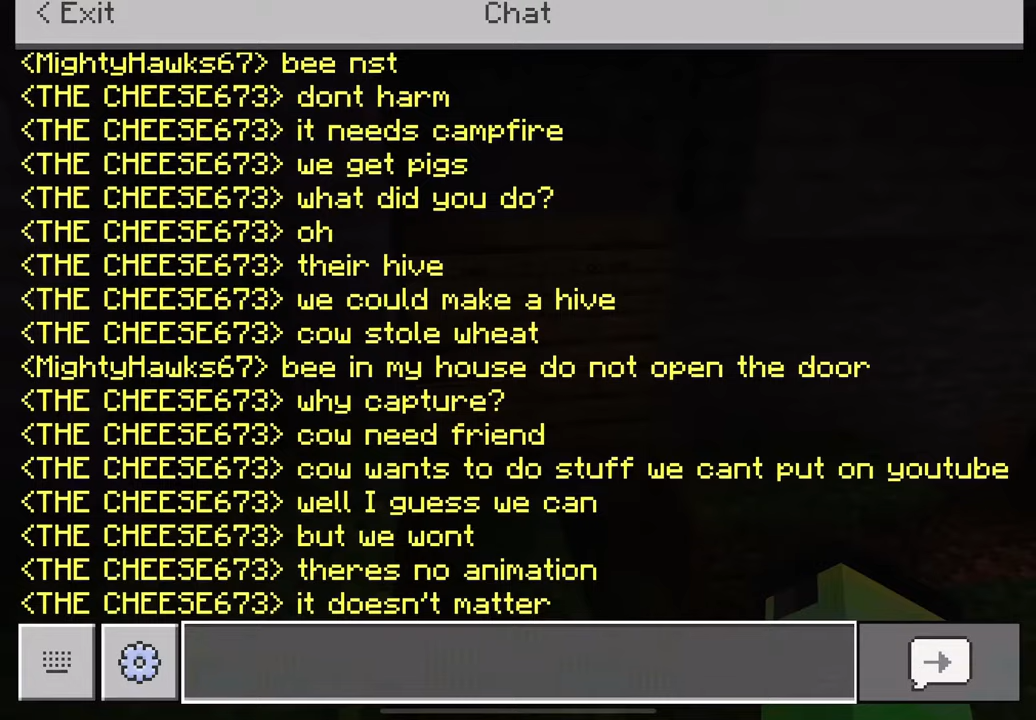 < Exit
Chat
<MightyHawks67> bee nst
<THE CHEESE673> dont harm
<THE CHEESE673> it needs campfire
<THE CHEESE673> we get pigs
<THE CHEESE673> what did you do?
<THE CHEESE673> oh
<THE CHEESE673> their hive
<THE CHEESE673> we could make a hive
<THE CHEESE673> cow stole wheat
<MightyHawks67> bee in my house do not open the door
<THE CHEESE673> why capture?
<THE CHEESE673> cow need friend
<THE CHEESE673> cow wants to do stuff we cant put on youtube
<THE CHEESE673> well I guess we can
<THE CHEESE673> but we wont
<THE CHEESE673> theres no animation
<THE CHEESE673> it doesn't matter